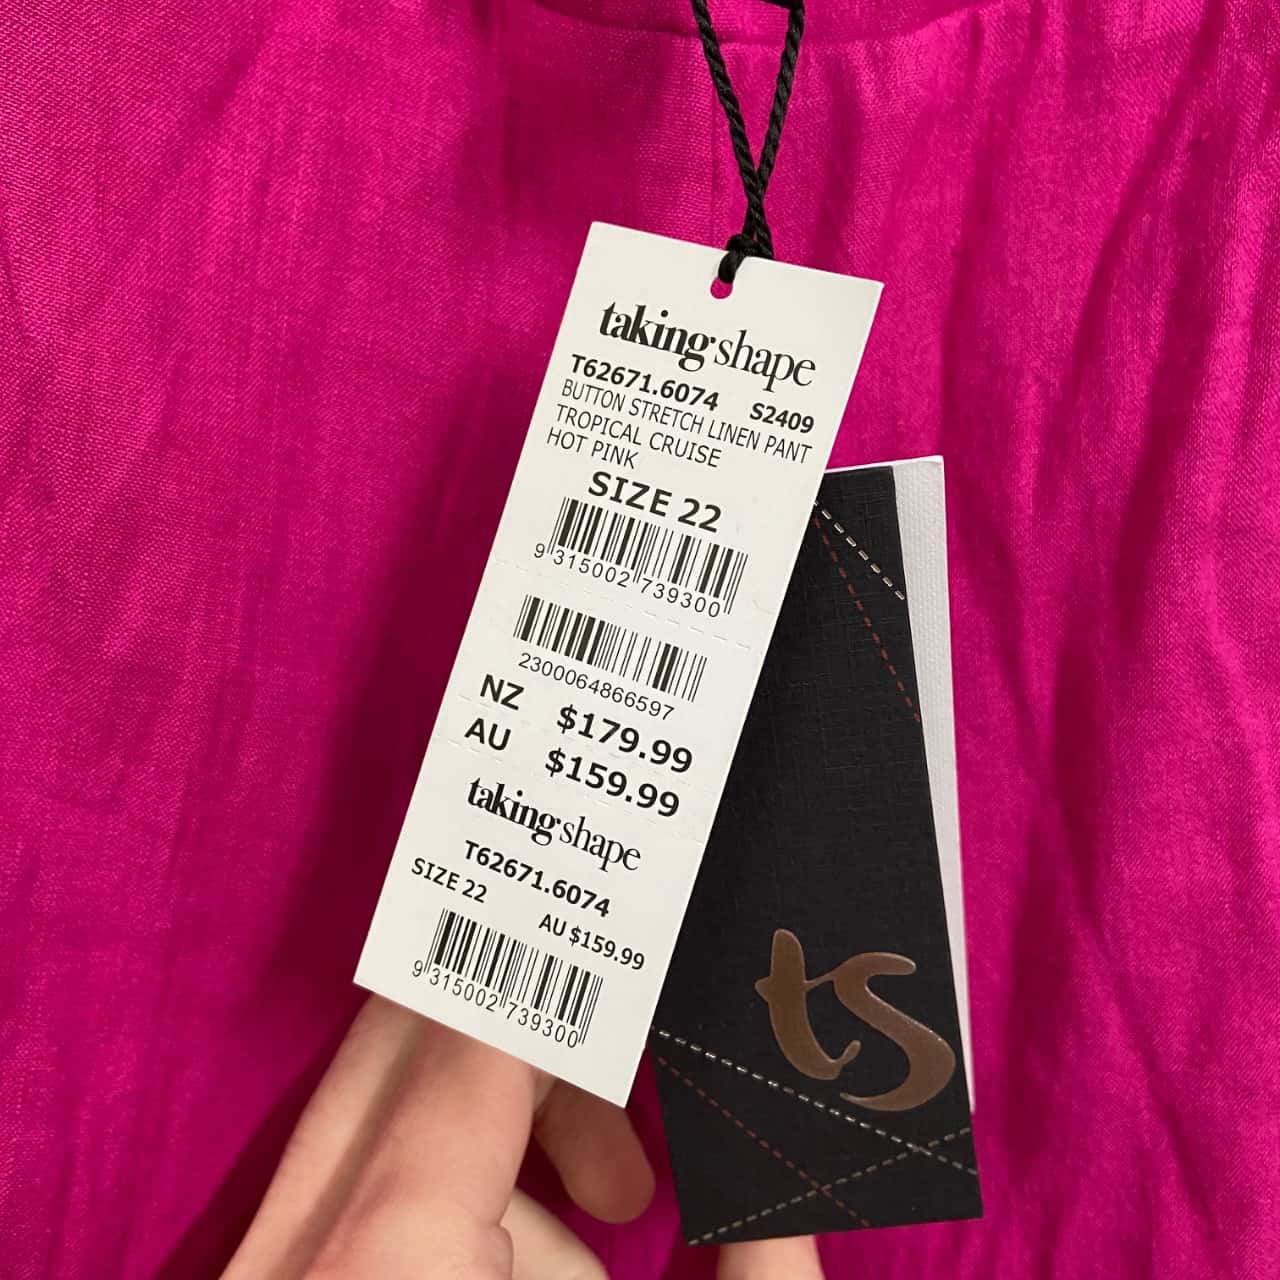 taking shape
T62671.6074 S2409
BUTTON STRETCH LINEN PANT
TROPICAL CRUISE
HOT PINK
SIZE 22
9 315002 739300
2300064866597
NZ $179.99
AU $159.99
taking shape
T62671.6074
SIZE 22
AU $159.99
9 315002 739300
ts